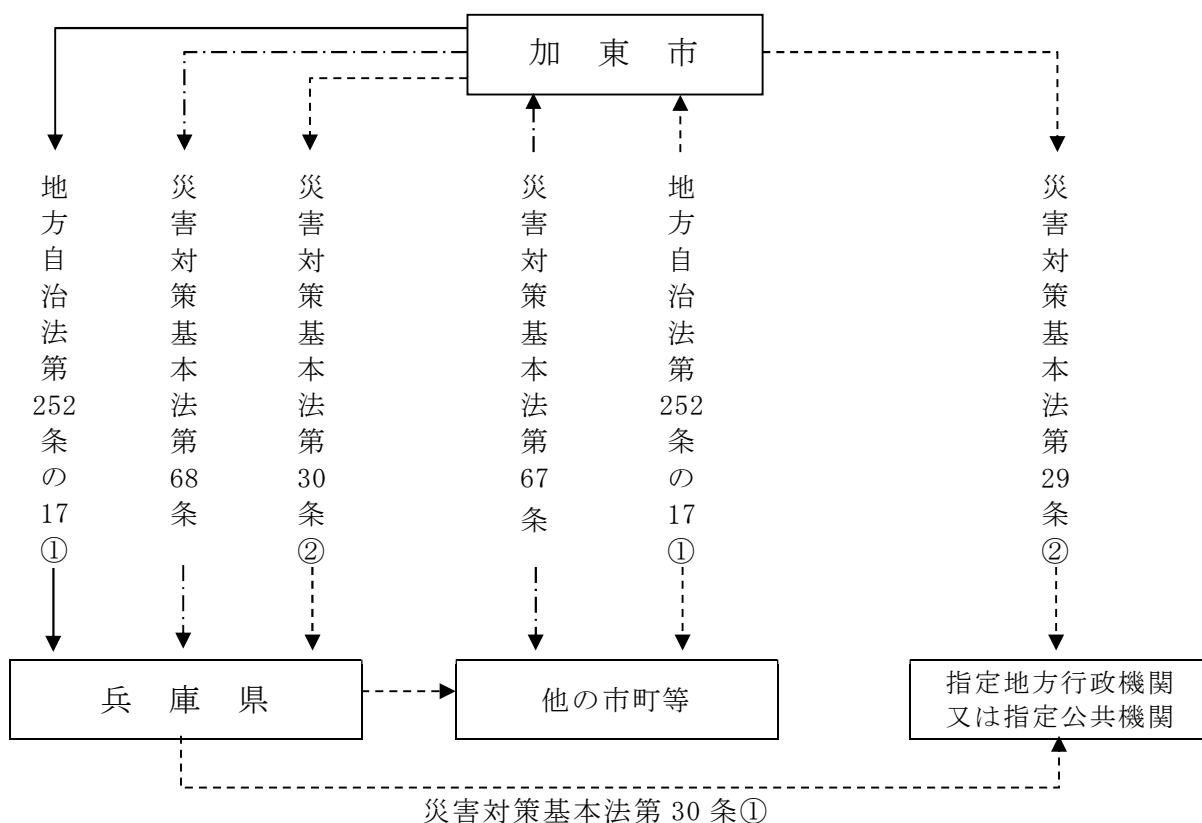 加東市
地方自治法第252条の17①
災害対策基本法第68条
災害対策基本法第30条②
災害対策基本法第67条
地方自治法第252条の17①
災害対策基本法第29条②
兵庫県
他の市町等
指定地方行政機関
又は指定公共機関
災害対策基本法第30条①